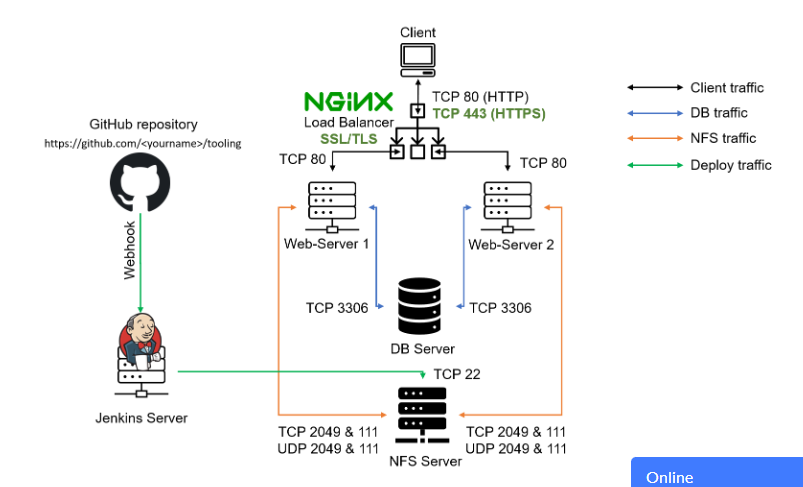 Client
NGINX
Load Balancer
SSL/TLS
TCP 80 (HTTP)
TCP 443 (HTTPS)
Client traffic
DB traffic
NFS traffic
Deploy traffic
GitHub repository
https://github.com/<yourname>/tooling
TCP 80
TCP 80
Webhook
Web-Server 1
Web-Server 2
TCP 3306
TCP 3306
DB Server
TCP 22
Jenkins Server
TCP 2049 & 111
UDP 2049 & 111
TCP 2049 & 111
UDP 2049 & 111
NFS Server
Online